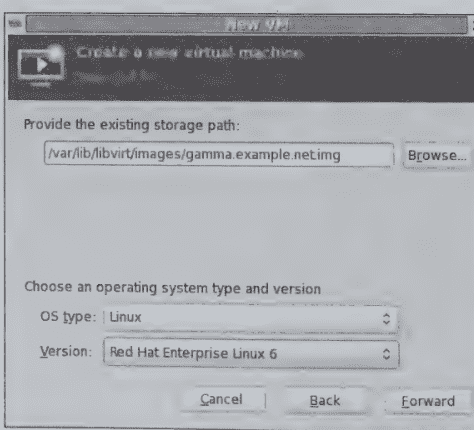 New VM
Create a new virtual machine
Provide the existing storage path:
/var/lib/libvirt/images/gamma.example.net.img
Browse...
Choose an operating system type and version
OS type: Linux
Version: Red Hat Enterprise Linux 6
Cancel Back Forward